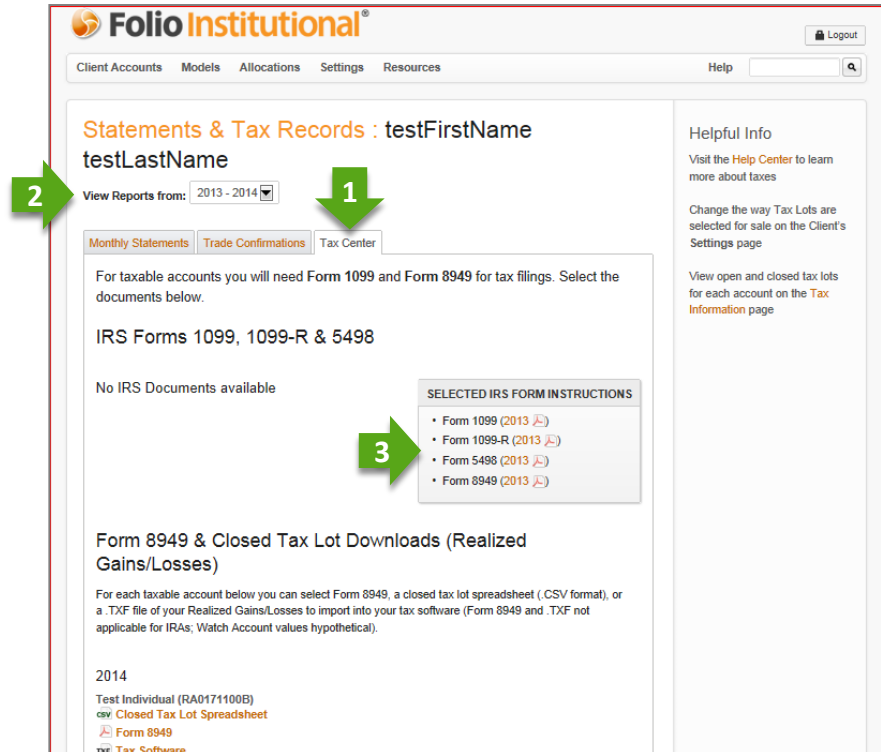 Folio Institutional®
Logout
Client Accounts Models Allocations Settings Resources Help
Statements & Tax Records : testFirstName
testLastName
2
View Reports from: 2013 - 2014
1
Monthly Statements Trade Confirmations Tax Center
For taxable accounts you will need Form 1099 and Form 8949 for tax filings. Select the
documents below.
IRS Forms 1099, 1099-R & 5498
No IRS Documents available
SELECTED IRS FORM INSTRUCTIONS
• Form 1099 (2013)
• Form 1099-R (2013)
3
• Form 5498 (2013)
• Form 8949 (2013)
Form 8949 & Closed Tax Lot Downloads (Realized
Gains/Losses)
For each taxable account below you can select Form 8949, a closed tax lot spreadsheet (.CSV format), or
a .TXF file of your Realized Gains/Losses to import into your tax software (Form 8949 and .TXF not
applicable for IRAs; Watch Account values hypothetical).
2014
Test Individual (RA0171100B)
csv Closed Tax Lot Spreadsheet
Form 8949
TXF Tax Software
Helpful Info
Visit the Help Center to learn
more about taxes
Change the way Tax Lots are
selected for sale on the Client's
Settings page
View open and closed tax lots
for each account on the Tax
Information page